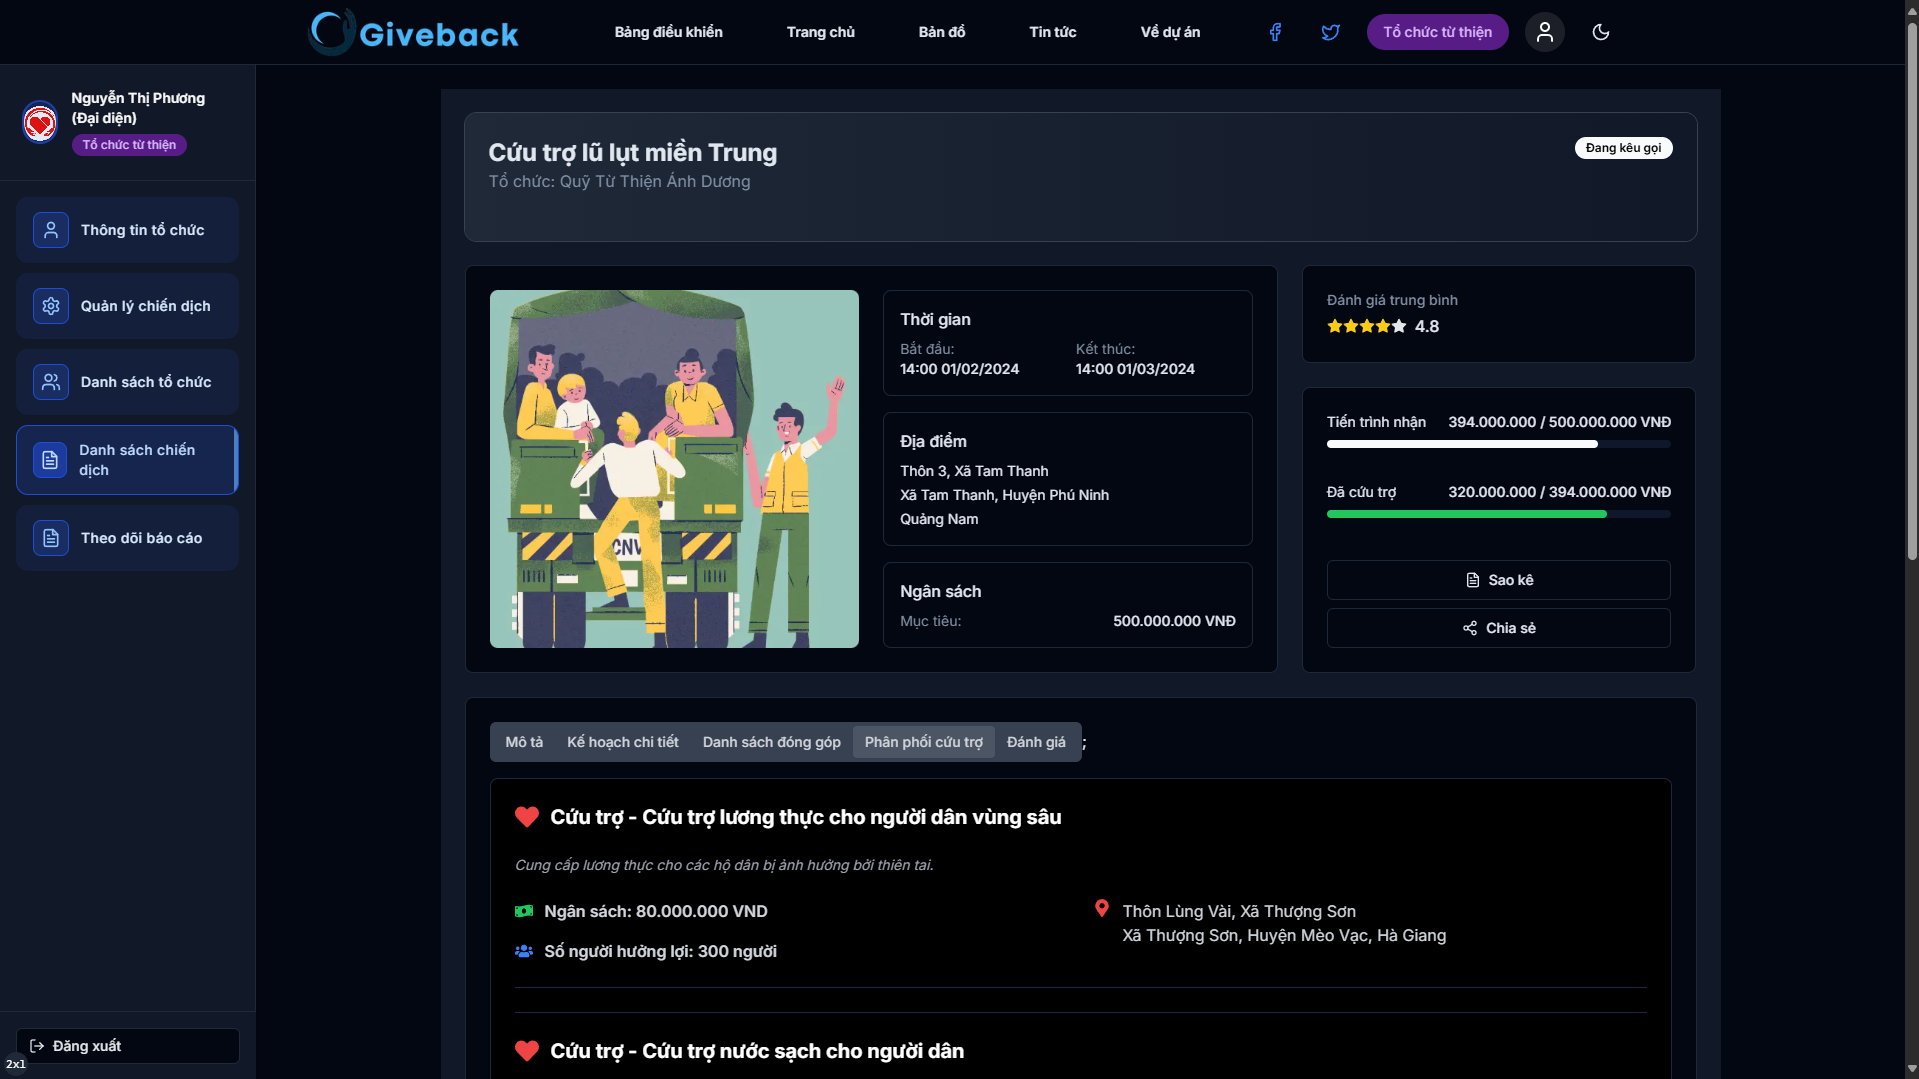 Giveback
Bảng điều khiển
Trang chủ
Bản đồ
Tin tức
Về dự án
Tổ chức từ thiện
Nguyễn Thị Phương
(Đại diện)
Tổ chức từ thiện
Thông tin tổ chức
Quản lý chiến dịch
Danh sách tổ chức
Danh sách chiến
dịch
Theo dõi báo cáo
Đăng xuất
2x1
Cứu trợ lũ lụt miền Trung
Đang kêu gọi
Tổ chức: Quỹ Từ Thiện Ánh Dương
CNV
Thời gian
Bắt đầu:
14:00 01/02/2024
Kết thúc:
14:00 01/03/2024
Địa điểm
Thôn 3, Xã Tam Thanh
Xã Tam Thanh, Huyện Phú Ninh
Quảng Nam
Ngân sách
Mục tiêu:
500.000.000 VNĐ
Đánh giá trung bình
4.8
Tiến trình nhận
394.000.000 / 500.000.000 VNĐ
Đã cứu trợ
320.000.000 / 394.000.000 VNĐ
Sao kê
Chia sẻ
Mô tả
Kế hoạch chi tiết
Danh sách đóng góp
Phân phối cứu trợ
Đánh giá
;
Cứu trợ - Cứu trợ lương thực cho người dân vùng sâu
Cung cấp lương thực cho các hộ dân bị ảnh hưởng bởi thiên tai.
Ngân sách: 80.000.000 VND
Số người hưởng lợi: 300 người
Thôn Lùng Vài, Xã Thượng Sơn
Xã Thượng Sơn, Huyện Mèo Vạc, Hà Giang
Cứu trợ - Cứu trợ nước sạch cho người dân